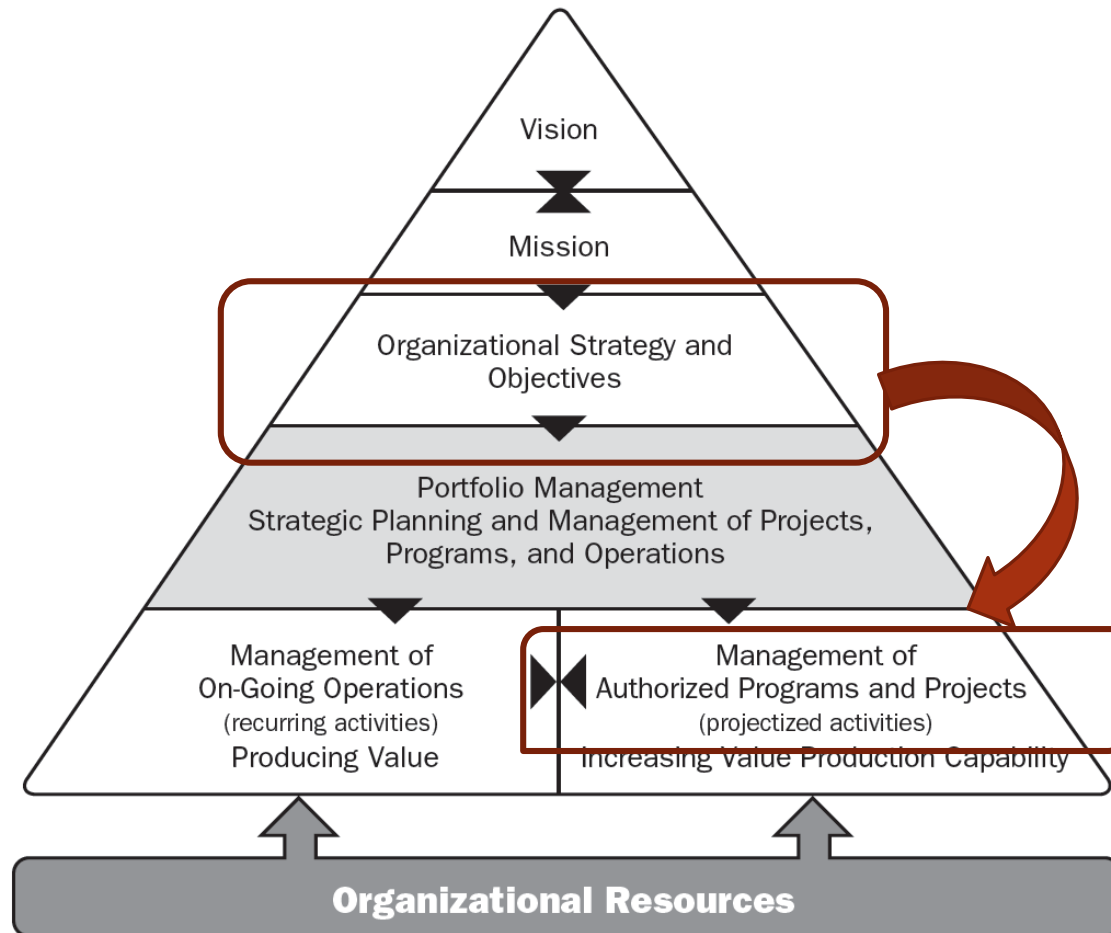 Vision
Mission
Organizational Strategy and
Objectives
Portfolio Management
Strategic Planning and Management of Projects,
Programs, and Operations
Management of
On-Going Operations
(recurring activities)
Producing Value
Management of
Authorized Programs and Projects
(projectized activities)
Increasing Value Production Capability
Organizational Resources